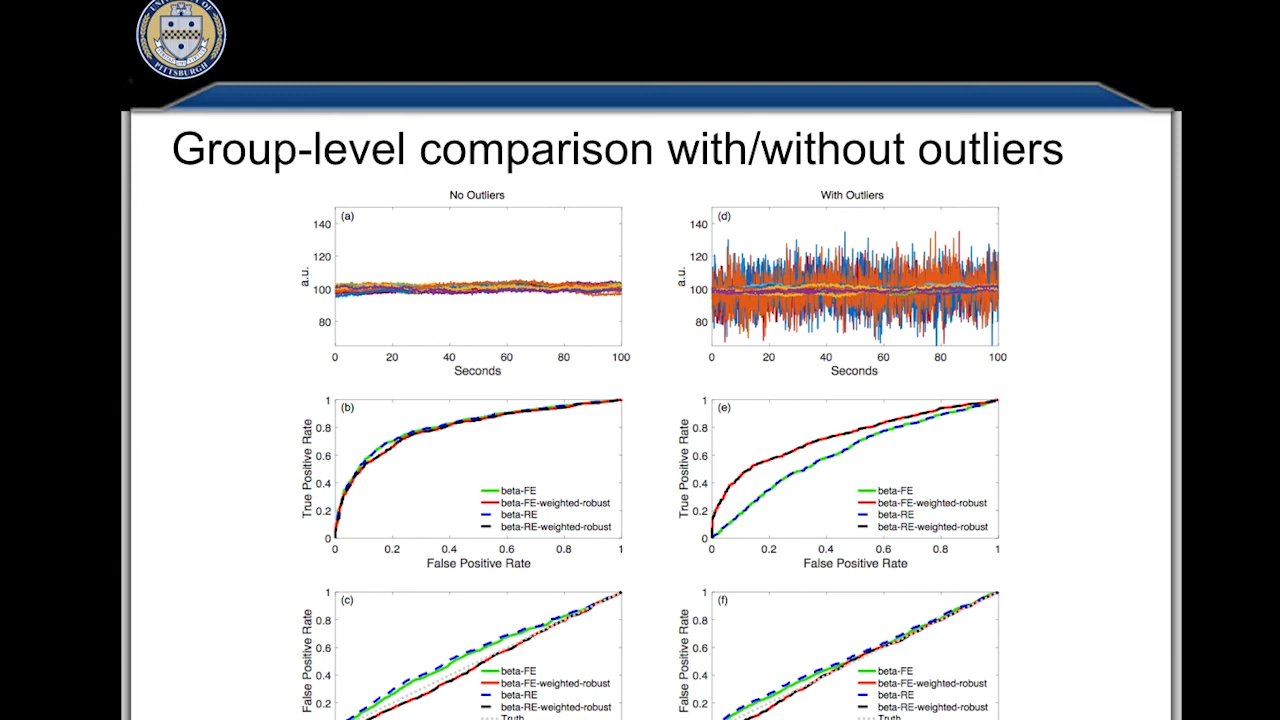 UNIVERSITY OF
PITTSBURGH
Group-level comparison with/without outliers
No Outliers
(a)
140
120
100
80
a.u.
0 20 40 60 80 100
Seconds
With Outliers
(d)
140
120
100
80
a.u.
0 20 40 60 80 100
Seconds
(b)
1
0.8
0.6
0.4
0.2
0
True Positive Rate
beta-FE
beta-FE-weighted-robust
beta-RE
beta-RE-weighted-robust
0 0.2 0.4 0.6 0.8 1
False Positive Rate
(e)
1
0.8
0.6
0.4
0.2
0
True Positive Rate
beta-FE
beta-FE-weighted-robust
beta-RE
beta-RE-weighted-robust
0 0.2 0.4 0.6 0.8 1
False Positive Rate
(c)
1
0.8
0.6
0.4
0.2
False Positive Rate
beta-FE
beta-FE-weighted-robust
beta-RE
beta-RE-weighted-robust
Truth
(f)
1
0.8
0.6
0.4
0.2
False Positive Rate
beta-FE
beta-FE-weighted-robust
beta-RE
beta-RE-weighted-robust
Truth